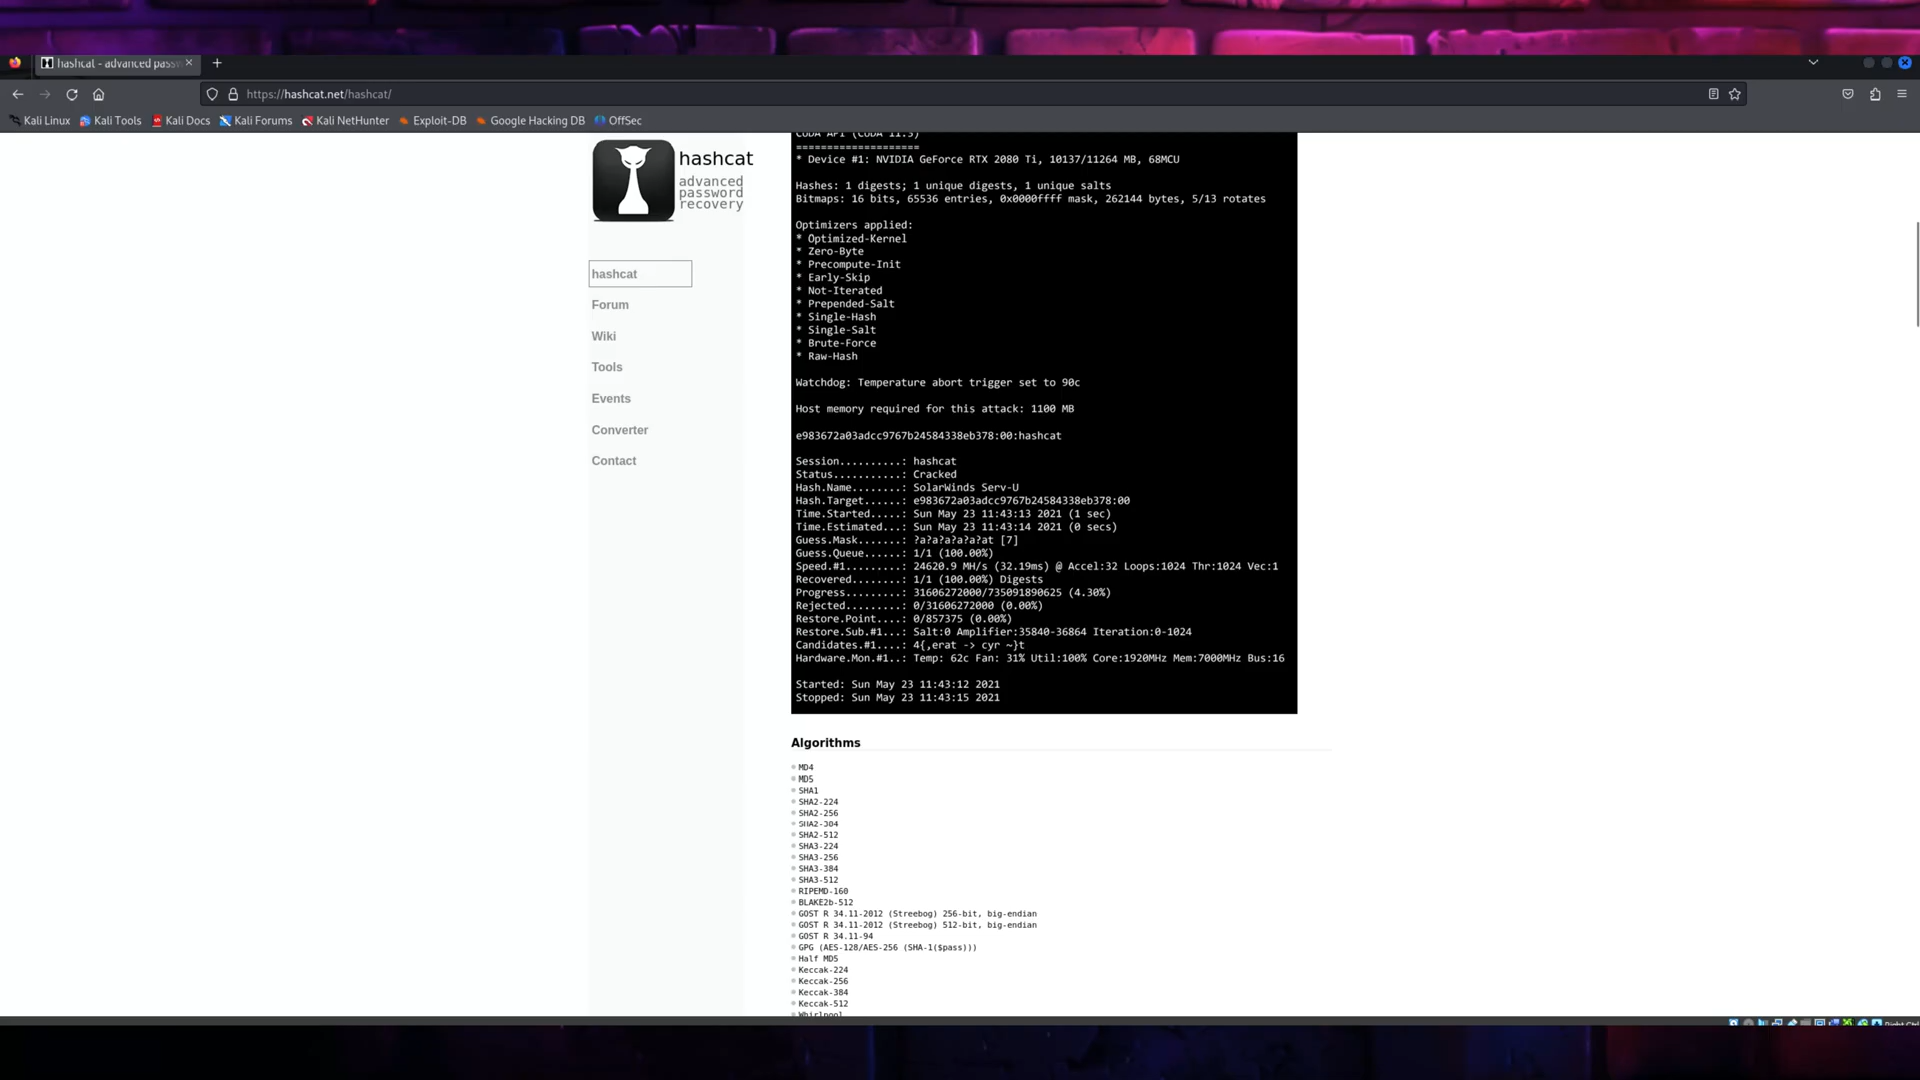 hashcat - advanced passw
https://hashcat.net/hashcat/
Kali Linux Kali Tools Kali Docs Kali Forums Kali NetHunter Exploit-DB Google Hacking DB OffSec
hashcat
advanced
password
recovery
hashcat
Forum
Wiki
Tools
Events
Converter
Contact
CUDA API (CUDA 11.3)
====================
* Device #1: NVIDIA GeForce RTX 2080 Ti, 10137/11264 MB, 68MCU
Hashes: 1 digests; 1 unique digests, 1 unique salts
Bitmaps: 16 bits, 65536 entries, 0x0000ffff mask, 262144 bytes, 5/13 rotates
Optimizers applied:
* Optimized-Kernel
* Zero-Byte
* Precompute-Init
* Early-Skip
* Not-Iterated
* Prepended-Salt
* Single-Hash
* Single-Salt
* Brute-Force
* Raw-Hash
Watchdog: Temperature abort trigger set to 90c
Host memory required for this attack: 1100 MB
e983672a03adcc9767b24584338eb378:00:hashcat
Session..........: hashcat
Status...........: Cracked
Hash.Name........: SolarWinds Serv-U
Hash.Target......: e983672a03adcc9767b24584338eb378:00
Time.Started.....: Sun May 23 11:43:13 2021 (1 sec)
Time.Estimated...: Sun May 23 11:43:14 2021 (0 secs)
Guess.Mask.......: ?a?a?a?a?a?at [7]
Guess.Queue......: 1/1 (100.00%)
Speed.#1.........: 24620.9 MH/s (32.19ms) @ Accel:32 Loops:1024 Thr:1024 Vec:1
Recovered........: 1/1 (100.00%) Digests
Progress.........: 31606272000/735091890625 (4.30%)
Rejected.........: 0/31606272000 (0.00%)
Restore.Point....: 0/857375 (0.00%)
Restore.Sub.#1...: Salt:0 Amplifier:35840-36864 Iteration:0-1024
Candidates.#1....: 4{,erat -> cyr ~}t
Hardware.Mon.#1..: Temp: 62c Fan: 31% Util:100% Core:1920MHz Mem:7000MHz Bus:16
Started: Sun May 23 11:43:12 2021
Stopped: Sun May 23 11:43:15 2021
Algorithms
MD4
MD5
SHA1
SHA2-224
SHA2-256
SHA2-384
SHA2-512
SHA3-224
SHA3-256
SHA3-384
SHA3-512
RIPEMD-160
BLAKE2b-512
GOST R 34.11-2012 (Streebog) 256-bit, big-endian
GOST R 34.11-2012 (Streebog) 512-bit, big-endian
GOST R 34.11-94
GPG (AES-128/AES-256 (SHA-1($pass)))
Half MD5
Keccak-224
Keccak-256
Keccak-384
Keccak-512
Whirlpool
Right Ctrl